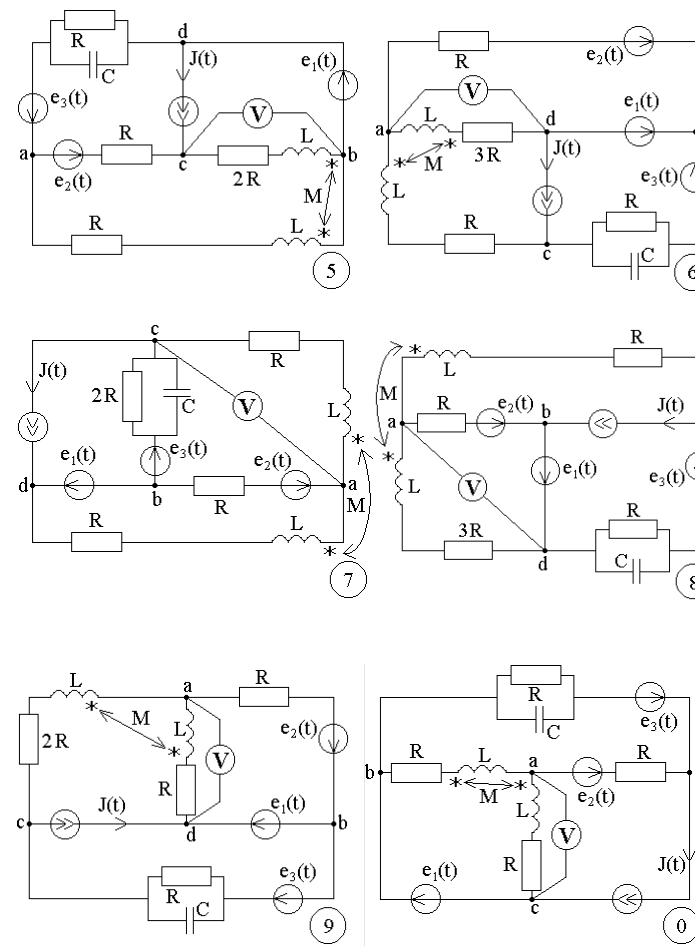 d
R
C
J(t)
e₁(t)
e₃(t)
V
a
R
c
2R
L
b
e₂(t)
M
R
L
5
R
e₂(t)
V
a
L
d
e₁(t)
M
3R
J(t)
e₃(t)
L
R
R
c
C
6
c
R
J(t)
2R
C
V
L
e₃(t)
e₁(t)
e₂(t)
d
b
R
a
M
R
L
7
L
R
M
e₂(t)
J(t)
a
R
b
e₁(t)
e₃(t)
L
V
3R
R
C
d
8
L
a
R
M
e₂(t)
2R
L
V
R
J(t)
e₁(t)
c
d
b
e₃(t)
R
C
9
R
e₃(t)
C
R
L
a
b
M
e₂(t)
R
L
V
R
J(t)
e₁(t)
c
0